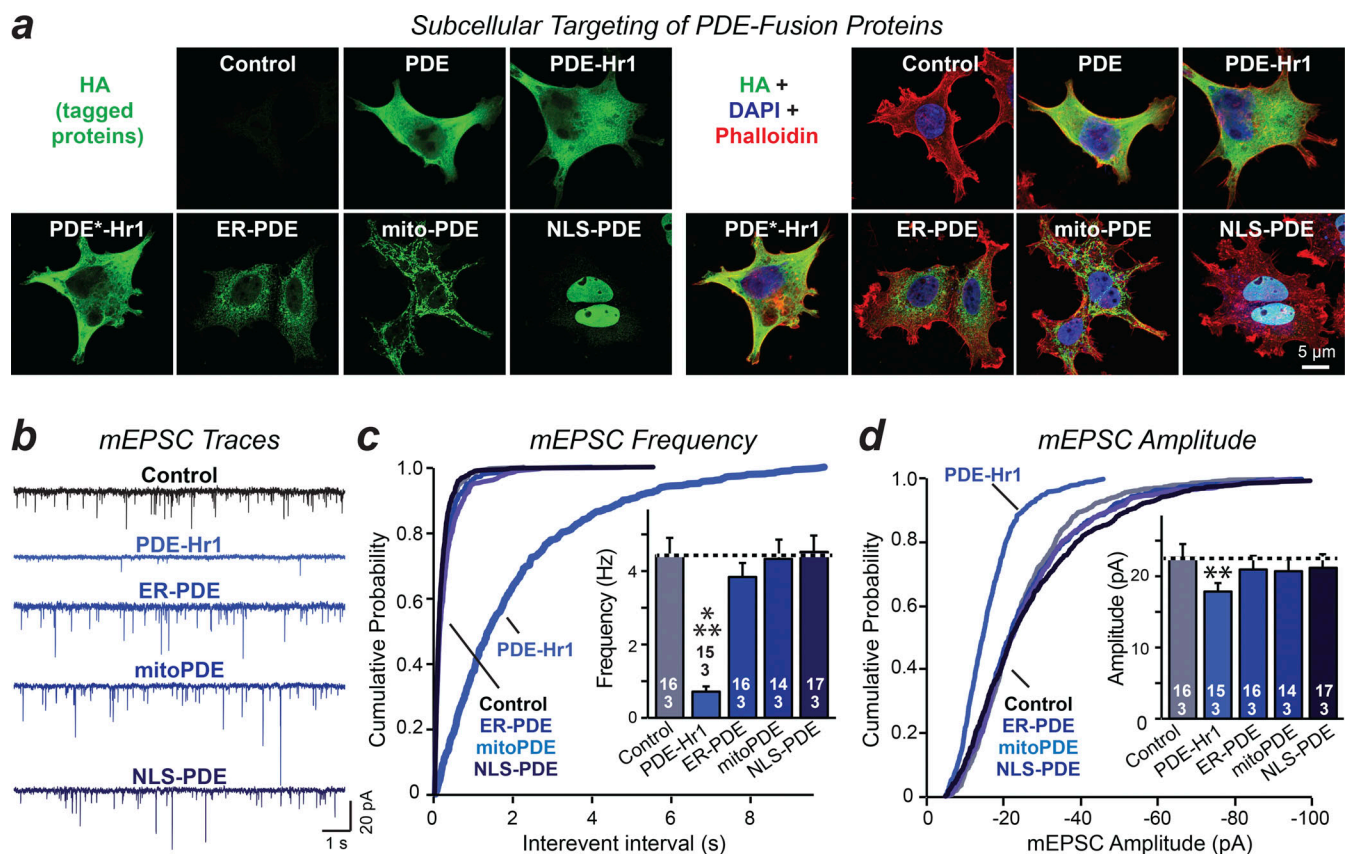 a
Subcellular Targeting of PDE-Fusion Proteins
HA
(tagged
proteins)
Control
PDE
PDE-Hr1
HA +
DAPI +
Phalloidin
Control
PDE
PDE-Hr1
PDE*-Hr1
ER-PDE
mito-PDE
NLS-PDE
PDE*-Hr1
ER-PDE
mito-PDE
NLS-PDE
5 µm
b
mEPSC Traces
Control
PDE-Hr1
ER-PDE
mitoPDE
NLS-PDE
20 pA
1 s
c
mEPSC Frequency
Cumulative Probability
1.0
0.8
0.6
0.4
0.2
0
0
2
4
6
8
Interevent interval (s)
PDE-Hr1
Control
ER-PDE
mitoPDE
NLS-PDE
Frequency (Hz)
4
2
0
*
**
16
3
15
3
16
3
14
3
17
3
Control
PDE-Hr1
ER-PDE
mitoPDE
NLS-PDE
d
mEPSC Amplitude
Cumulative Probability
1.0
0.8
0.6
0.4
0.2
0.0
-0
-20
-40
-60
-80
-100
mEPSC Amplitude (pA)
PDE-Hr1
Control
ER-PDE
mitoPDE
NLS-PDE
Amplitude (pA)
20
10
0
**
16
3
15
3
16
3
14
3
17
3
Control
PDE-Hr1
ER-PDE
mitoPDE
NLS-PDE